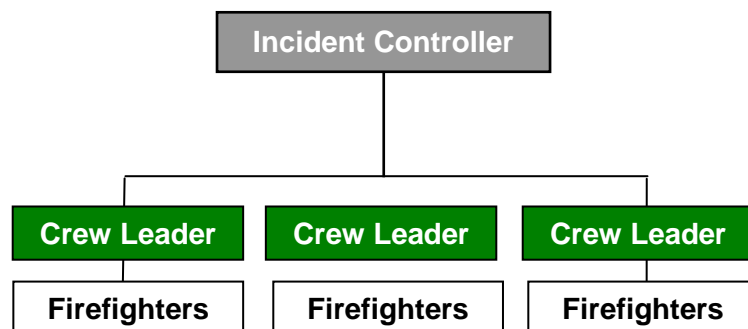 Incident Controller
Crew Leader Crew Leader Crew Leader
Firefighters Firefighters Firefighters